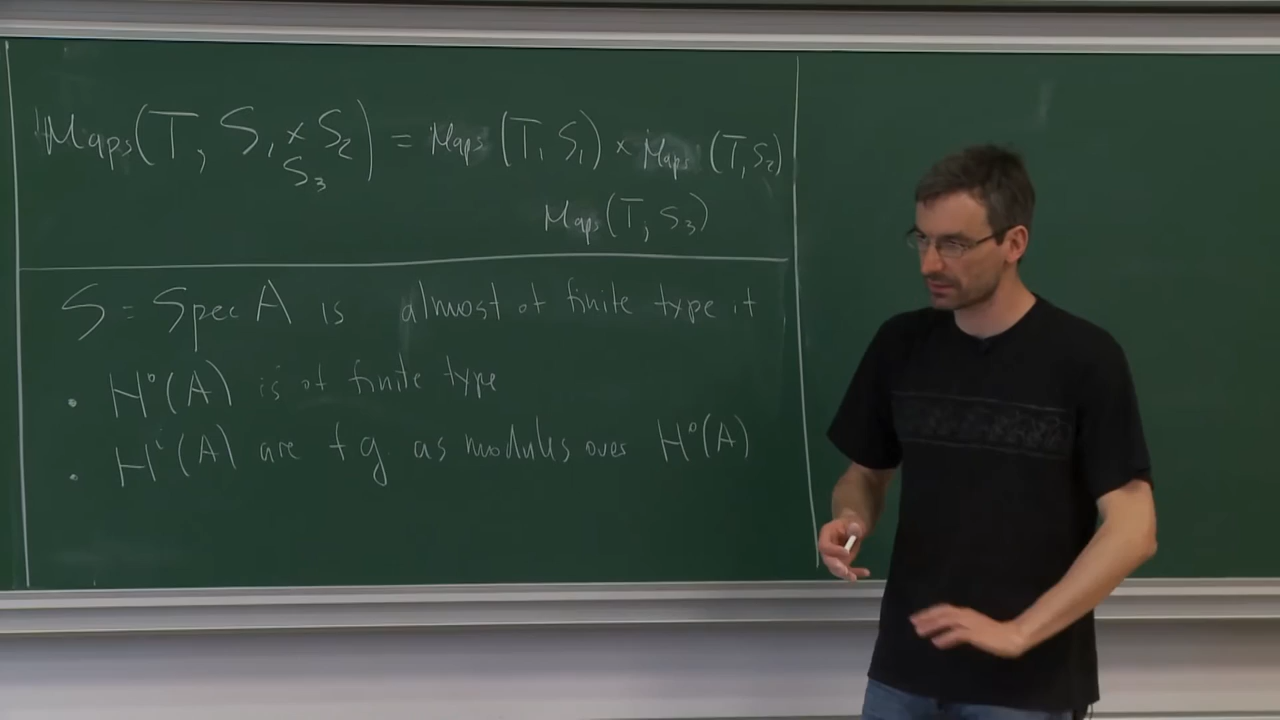 Maps(T, S₁ × S₂) = Maps(T, S₁) × Maps(T, S₂)
S₃ Maps(T, S₃)
S = Spec A is almost of finite type if
• H⁰(A) is of finite type
• Hⁱ(A) are f g. as modules over H⁰(A)